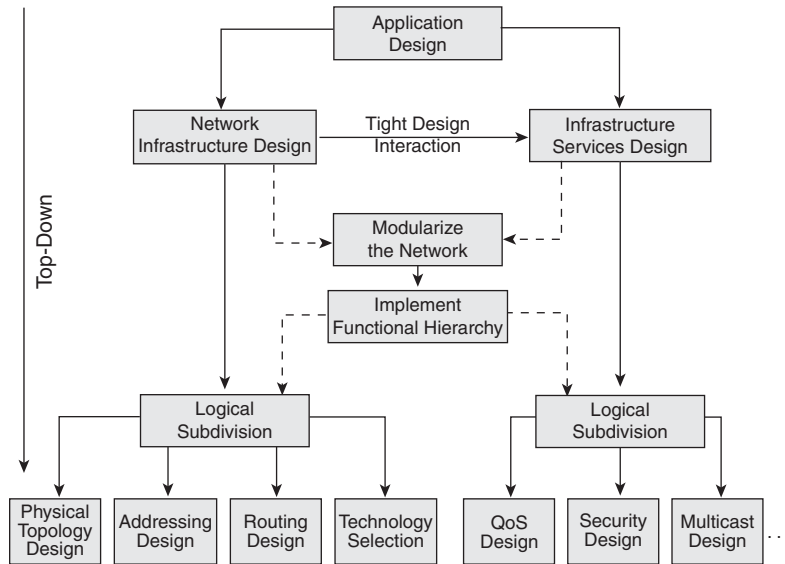 Application
Design
Network
Infrastructure Design
Tight Design
Interaction
Infrastructure
Services Design
Top-Down
Modularize
the Network
Implement
Functional Hierarchy
Logical
Subdivision
Logical
Subdivision
Physical
Topology
Design
Addressing
Design
Routing
Design
Technology
Selection
QoS
Design
Security
Design
Multicast
Design
. .